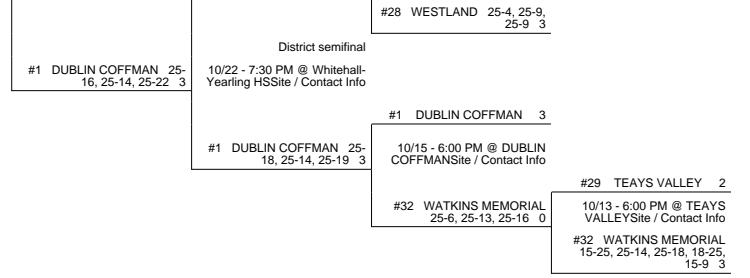 #28 WESTLAND 25-4, 25-9,
25-9 3
District semifinal
#1 DUBLIN COFFMAN 25-
16, 25-14, 25-22 3
10/22 - 7:30 PM @ Whitehall-
Yearling HSSite / Contact Info
#1 DUBLIN COFFMAN 3
#1 DUBLIN COFFMAN 25-
18, 25-14, 25-19 3
10/15 - 6:00 PM @ DUBLIN
COFFMANSite / Contact Info
#29 TEAYS VALLEY 2
#32 WATKINS MEMORIAL
25-6, 25-13, 25-16 0
10/13 - 6:00 PM @ TEAYS
VALLEYSite / Contact Info
#32 WATKINS MEMORIAL
15-25, 25-14, 25-18, 18-25,
15-9 3